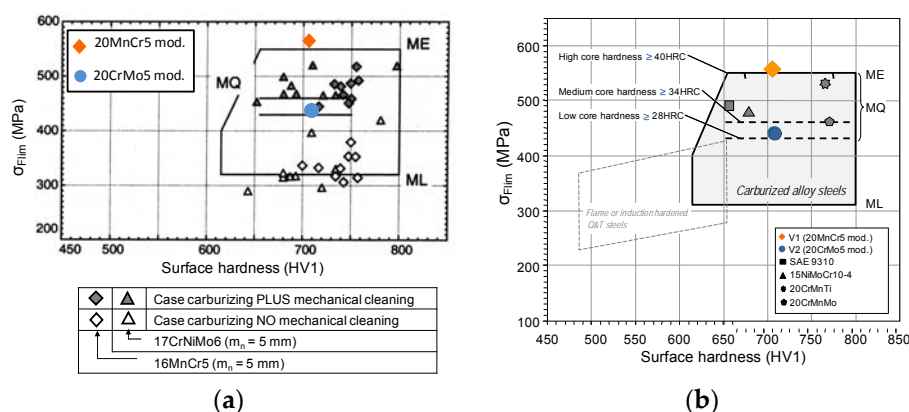 600
500
400
300
200
σFlim (MPa)
20MnCr5 mod.
20CrMo5 mod.
ME
MQ
ML
450
500
600
700
800
Surface hardness (HV1)
Case carburizing PLUS mechanical cleaning
Case carburizing NO mechanical cleaning
17CrNiMo6 (mn = 5 mm)
16MnCr5 (mn = 5 mm)
(a)
600
500
400
300
200
100
σFlim (MPa)
High core hardness ≥ 40HRC
Medium core hardness ≥ 34HRC
Low core hardness ≥ 28HRC
ME
MQ
ML
Carburized alloy steels
Flame or induction hardened
Q&T steels
V1 (20MnCr5 mod.)
V2 (20CrMo5 mod.)
SAE 9310
15NiMoCr10-4
20CrMnTi
20CrMnMo
450 500 550 600 650 700 750 800 850
Surface hardness (HV1)
(b)